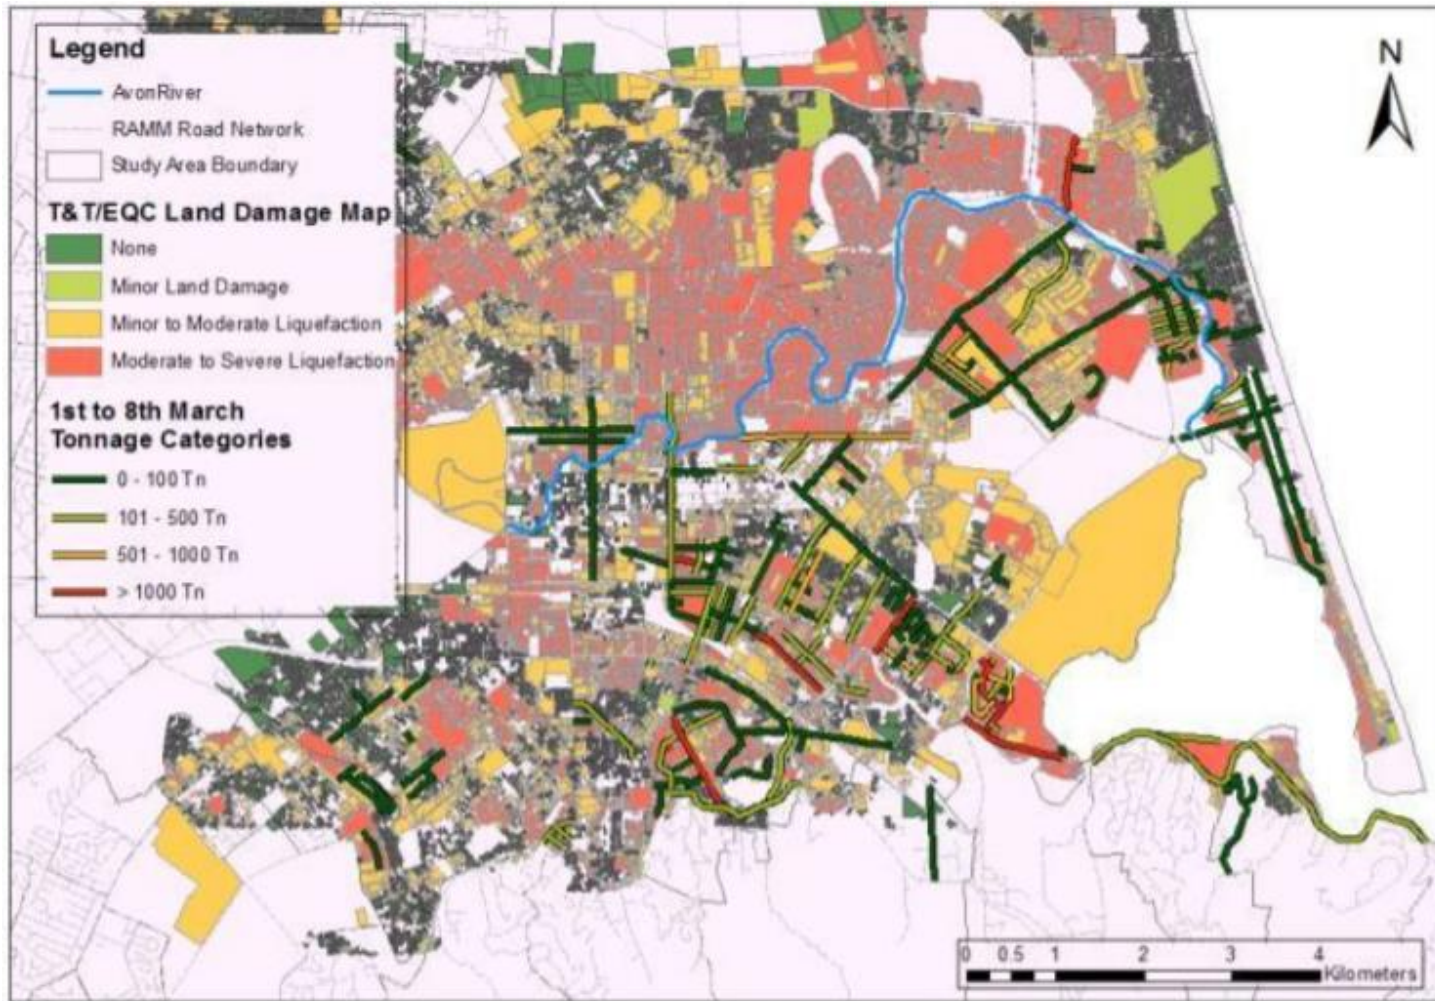 Legend
AvonRiver
RAMM Road Network
Study Area Boundary
T&T/EQC Land Damage Map
None
Minor Land Damage
Minor to Moderate Liquefaction
Moderate to Severe Liquefaction
1st to 8th March
Tonnage Categories
0 - 100 Tn
101 - 500 Tn
501 - 1000 Tn
> 1000 Tn
N
0 0.5 1 2 3 4
Kilometers